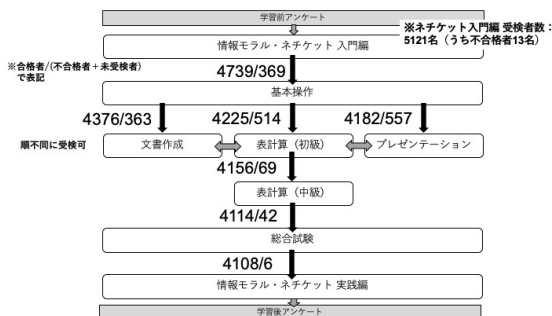 学習前アンケート
※ネチケット入門編 受検者数：
5121名（うち不合格者13名）
情報モラル・ネチケット 入門編
※合格者/(不合格者＋未受検者)
で表記
4739/369
基本操作
4376/363
4225/514
4182/557
順不同に受検可
文書作成
表計算（初級）
プレゼンテーション
4156/69
表計算（中級）
4114/42
総合試験
4108/6
情報モラル・ネチケット 実践編
学習後アンケート